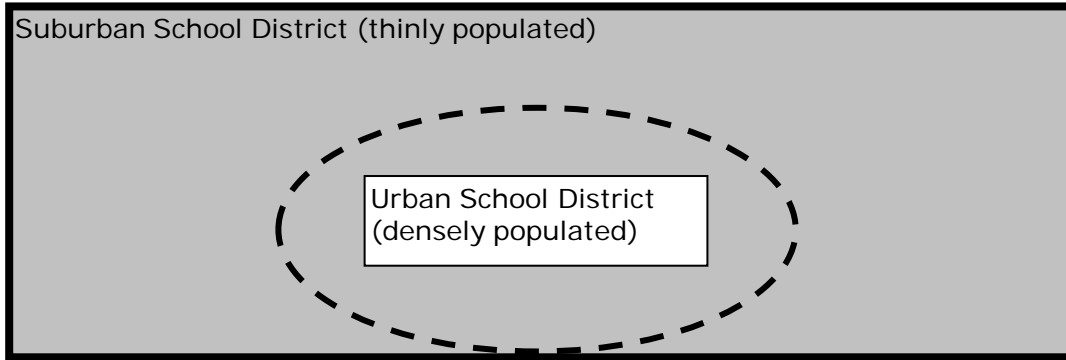 Suburban School District (thinly populated)
Urban School District
(densely populated)